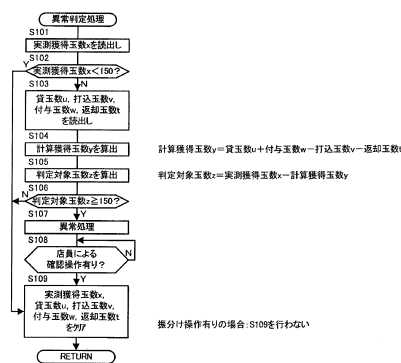 異常判定処理
S101
実測獲得玉数xを読出し
S102
実測獲得玉数x<150?
Y
N
S103
貸玉数u, 打込玉数v,
付与玉数w, 返却玉数t
を読出し
S104
計算獲得玉数yを算出
計算獲得玉数y=貸玉数u+付与玉数w-打込玉数v-返却玉数t
S105
判定対象玉数zを算出
判定対象玉数z=実測獲得玉数x-計算獲得玉数y
S106
判定対象玉数z≧150?
N
Y
S107
異常処理
S108
店員による
確認操作有り?
N
Y
S109
実測獲得玉数x,
貸玉数u, 打込玉数v,
付与玉数w, 返却玉数t
をクリア
振分け操作有りの場合:S109を行わない
RETURN